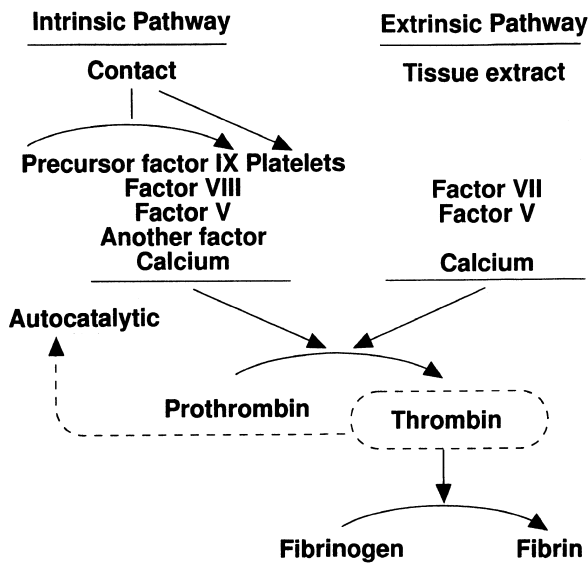 Intrinsic Pathway
Extrinsic Pathway
Contact
Tissue extract
Precursor factor IX Platelets
Factor VIII
Factor V
Another factor
Calcium
Factor VII
Factor V
Calcium
Autocatalytic
Prothrombin
Thrombin
Fibrinogen
Fibrin